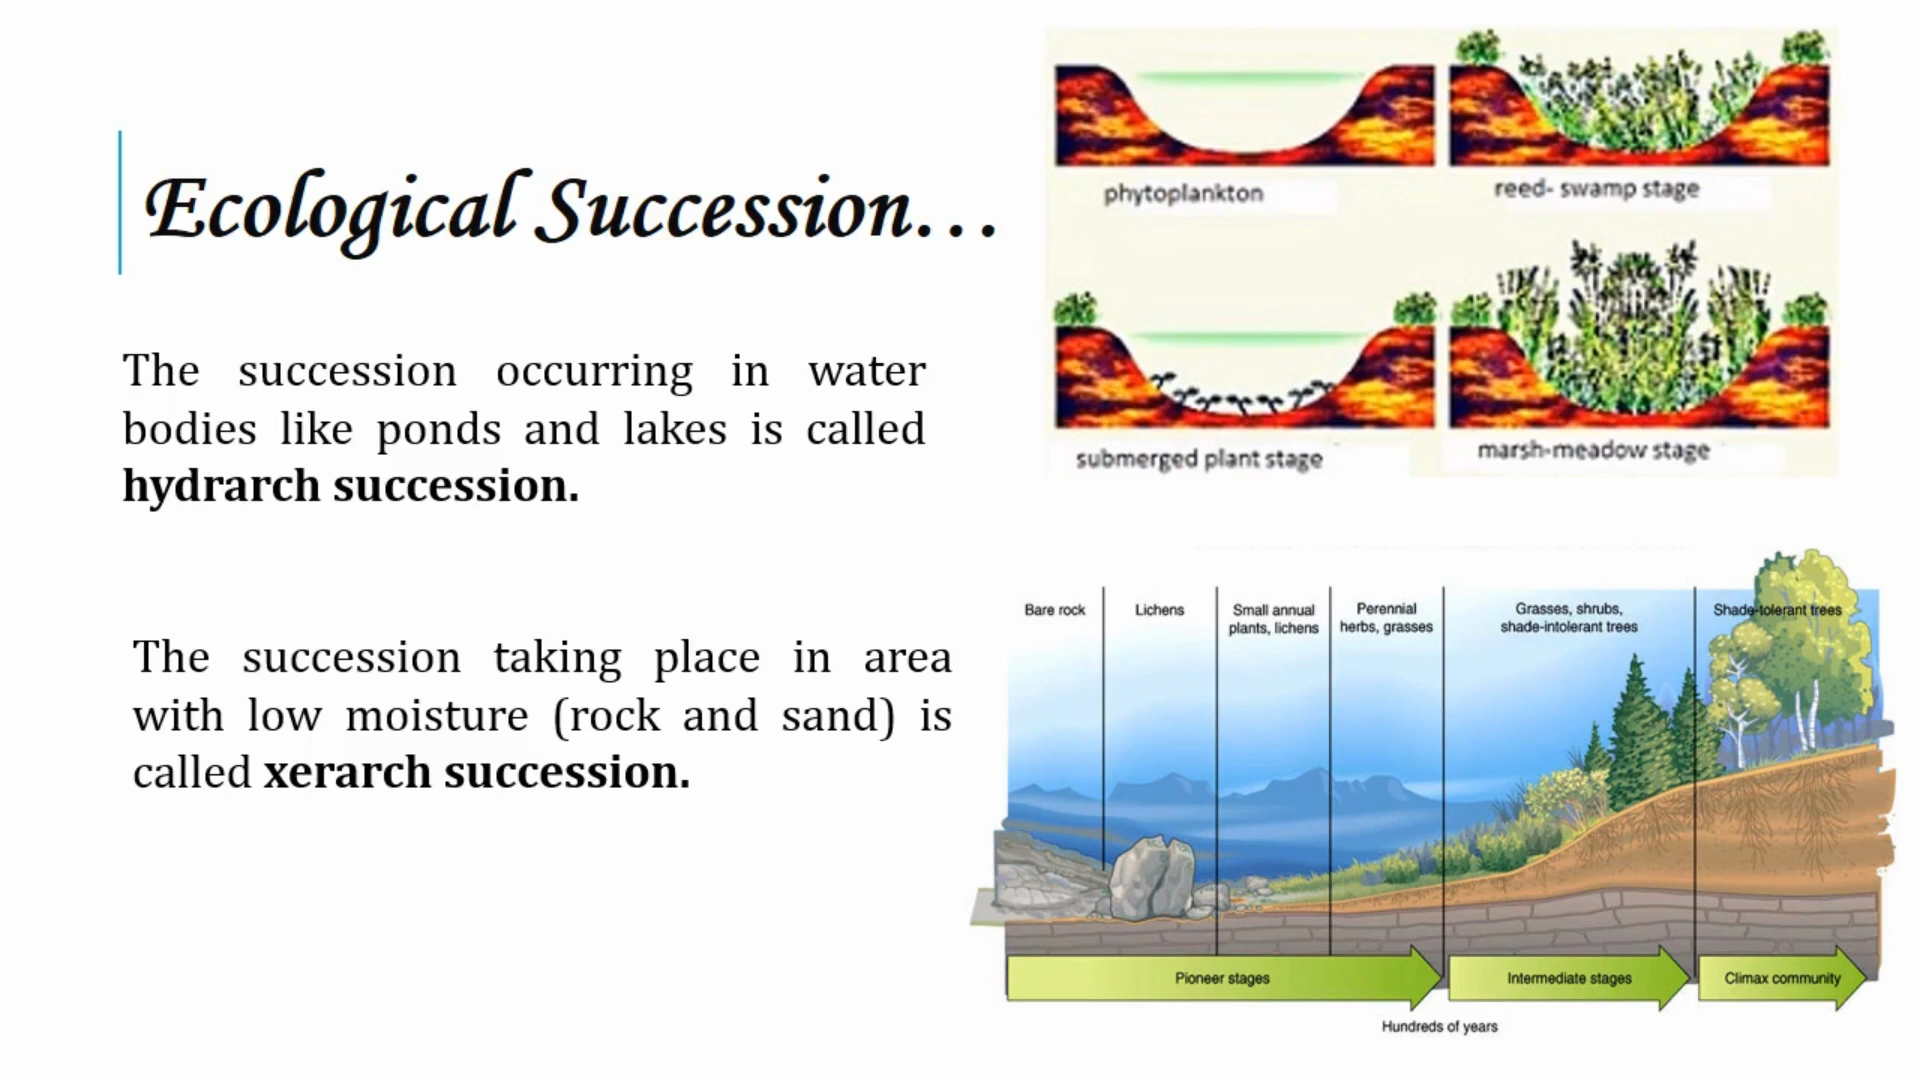 Ecological Succession...
The succession occurring in water
bodies like ponds and lakes is called
hydrarch succession.
The succession taking place in area
with low moisture (rock and sand) is
called xerarch succession.
phytoplankton
reed- swamp stage
submerged plant stage
marsh-meadow stage
Bare rock
Lichens
Small annual
plants, lichens
Perennial
herbs, grasses
Grasses, shrubs,
shade-intolerant trees
Shade-tolerant trees
Pioneer stages
Intermediate stages
Climax community
Hundreds of years